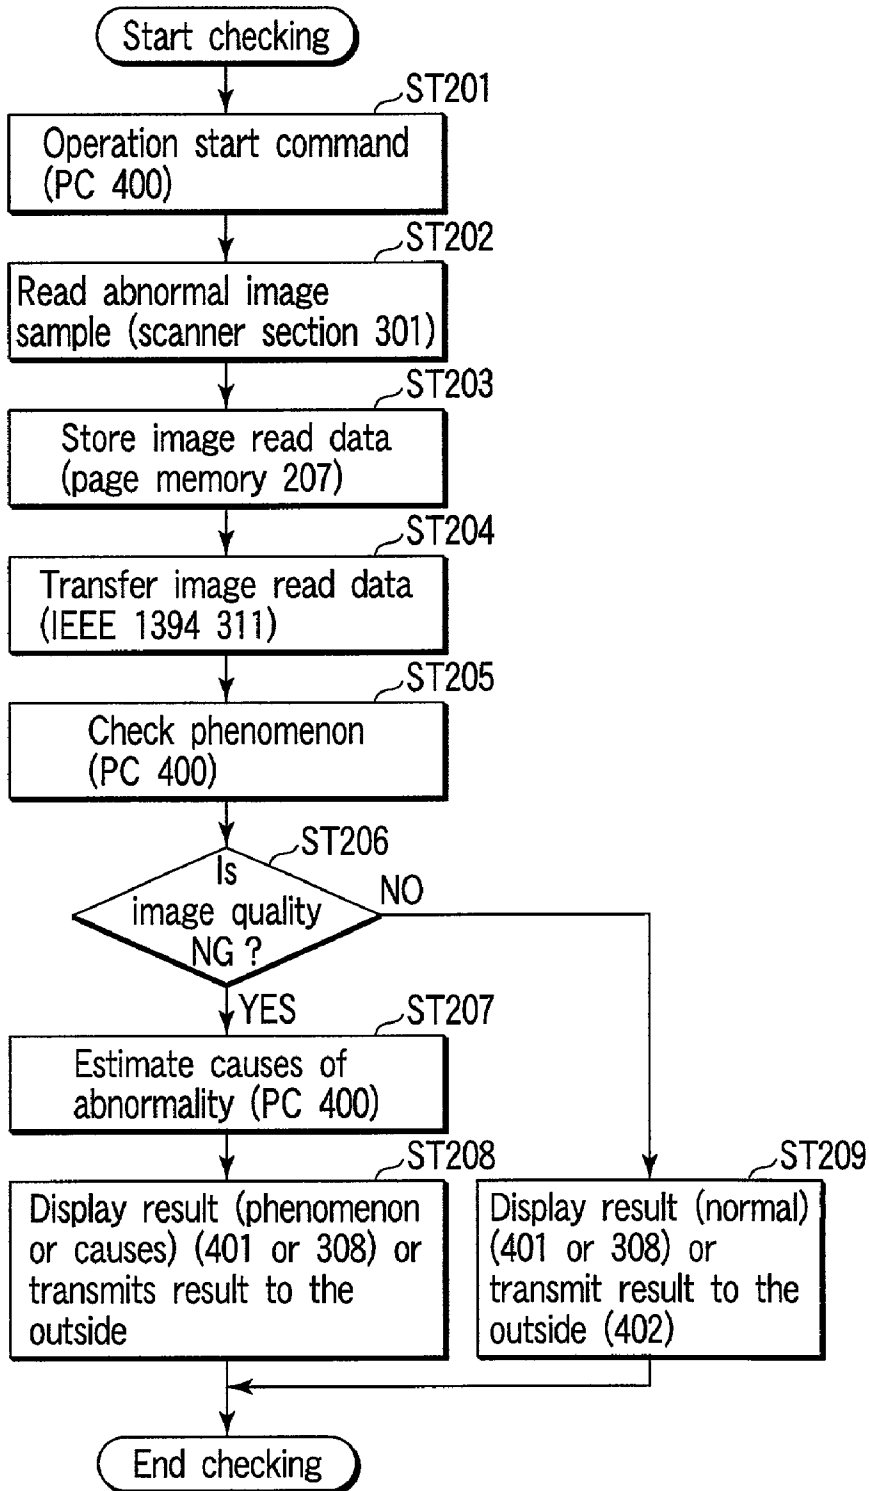 Start checking
ST201
Operation start command
(PC 400)
ST202
Read abnormal image
sample (scanner section 301)
ST203
Store image read data
(page memory 207)
ST204
Transfer image read data
(IEEE 1394 311)
ST205
Check phenomenon
(PC 400)
ST206
Is
image quality
NG ?
NO
YES
ST207
Estimate causes of
abnormality (PC 400)
ST208
Display result (phenomenon
or causes) (401 or 308) or
transmits result to the
outside
ST209
Display result (normal)
(401 or 308) or
transmit result to the
outside (402)
End checking